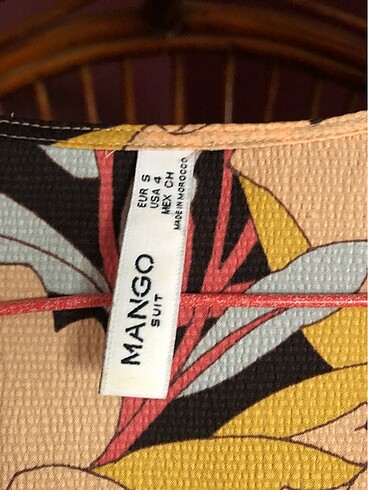 MANGO
SUIT
EUR S
USA 4
MEX CH
MADE IN MOROCCO